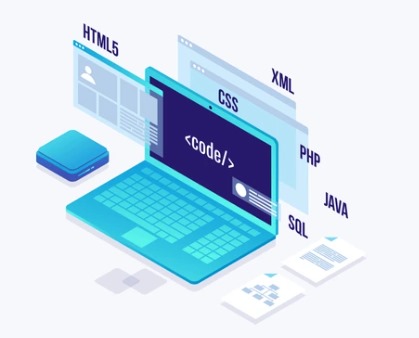 HTML5
XML
CSS
<code/>
PHP
JAVA
SQL